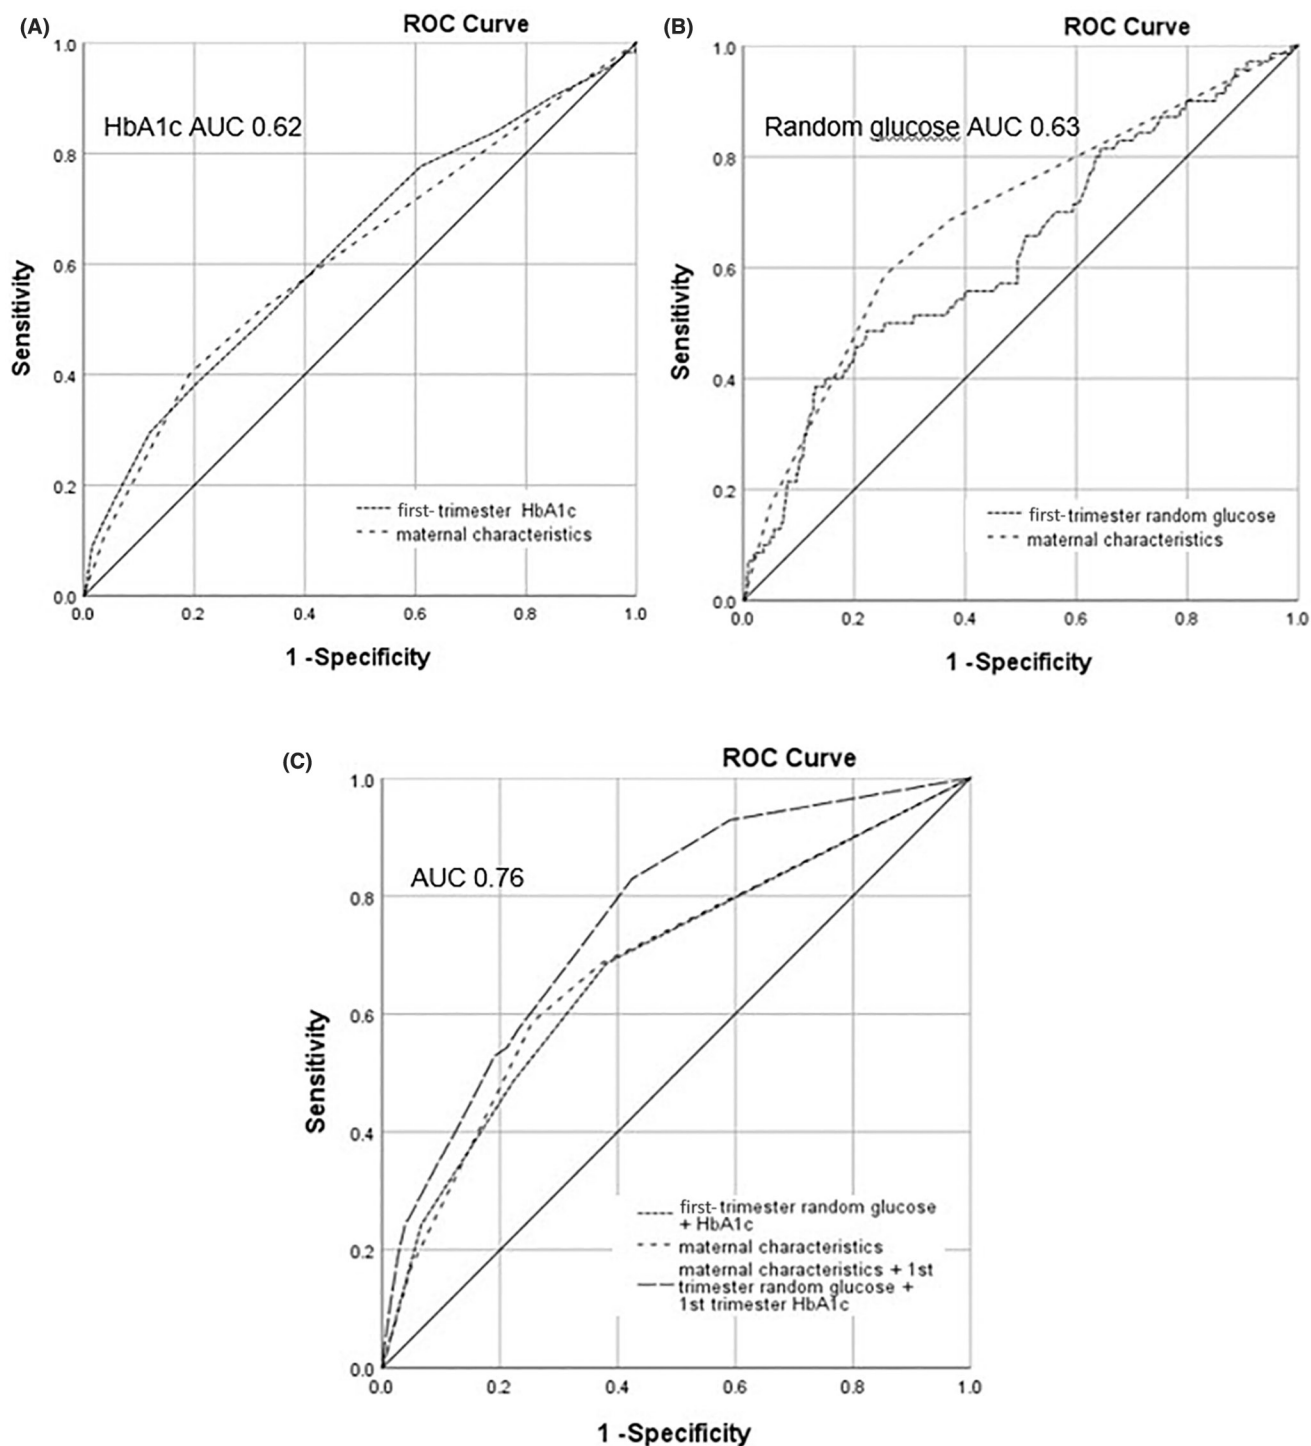 (A)
ROC Curve
1.0
0.8
0.6
0.4
0.2
0.0
HbA1c AUC 0.62
Sensitivity
first-trimester HbA1c
maternal characteristics
0.0 0.2 0.4 0.6 0.8 1.0
1 -Specificity
(B)
ROC Curve
1.0
0.8
0.6
0.4
0.2
0.0
Random glucose AUC 0.63
Sensitivity
first-trimester random glucose
maternal characteristics
0.0 0.2 0.4 0.6 0.8 1.0
1 -Specificity
(C)
ROC Curve
1.0
0.8
0.6
0.4
0.2
0.0
AUC 0.76
Sensitivity
first-trimester random glucose
+ HbA1c
maternal characteristics
maternal characteristics + 1st
trimester random glucose +
1st trimester HbA1c
0.0 0.2 0.4 0.6 0.8 1.0
1 -Specificity